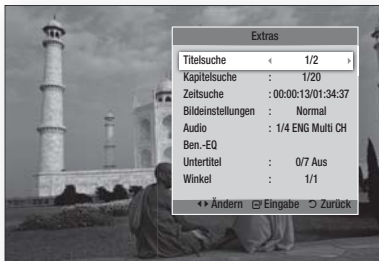 Extras
Titelsuche 1/2
Kapitelsuche : 1/20
Zeitsuche : 00:00:13/01:34:37
Bildeinstellungen : Normal
Audio : 1/4 ENG Multi CH
Ben.-EQ
Untertitel : 0/7 Aus
Winkel : 1/1
Ändern Eingabe Zurück